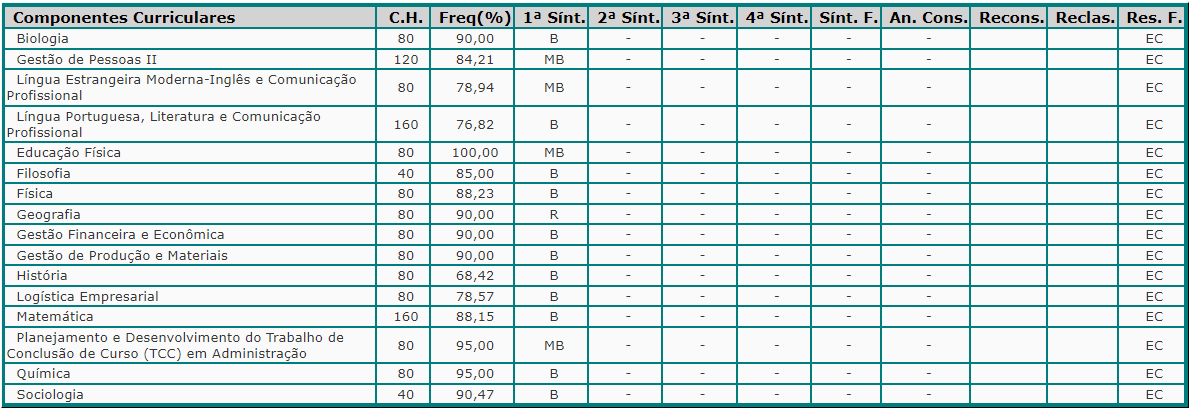 Componentes Curriculares C.H. Freq(%) 1ª Sínt. 2ª Sínt. 3ª Sínt. 4ª Sínt. Sínt. F. An. Cons. Recons. Reclas. Res. F.
Biologia 80 90,00 B - - - - - EC
Gestão de Pessoas II 120 84,21 MB - - - - - EC
Língua Estrangeira Moderna-Inglês e Comunicação
Profissional 80 78,94 MB - - - - - EC
Língua Portuguesa, Literatura e Comunicação
Profissional 160 76,82 B - - - - - EC
Educação Física 80 100,00 MB - - - - - EC
Filosofia 40 85,00 B - - - - - EC
Física 80 88,23 B - - - - - EC
Geografia 80 90,00 R - - - - - EC
Gestão Financeira e Econômica 80 90,00 B - - - - - EC
Gestão de Produção e Materiais 80 90,00 B - - - - - EC
História 80 68,42 B - - - - - EC
Logística Empresarial 80 78,57 B - - - - - EC
Matemática 160 88,15 B - - - - - EC
Planejamento e Desenvolvimento do Trabalho de
Conclusão de Curso (TCC) em Administração 80 95,00 MB - - - - - EC
Química 80 95,00 B - - - - - EC
Sociologia 40 90,47 B - - - - - EC